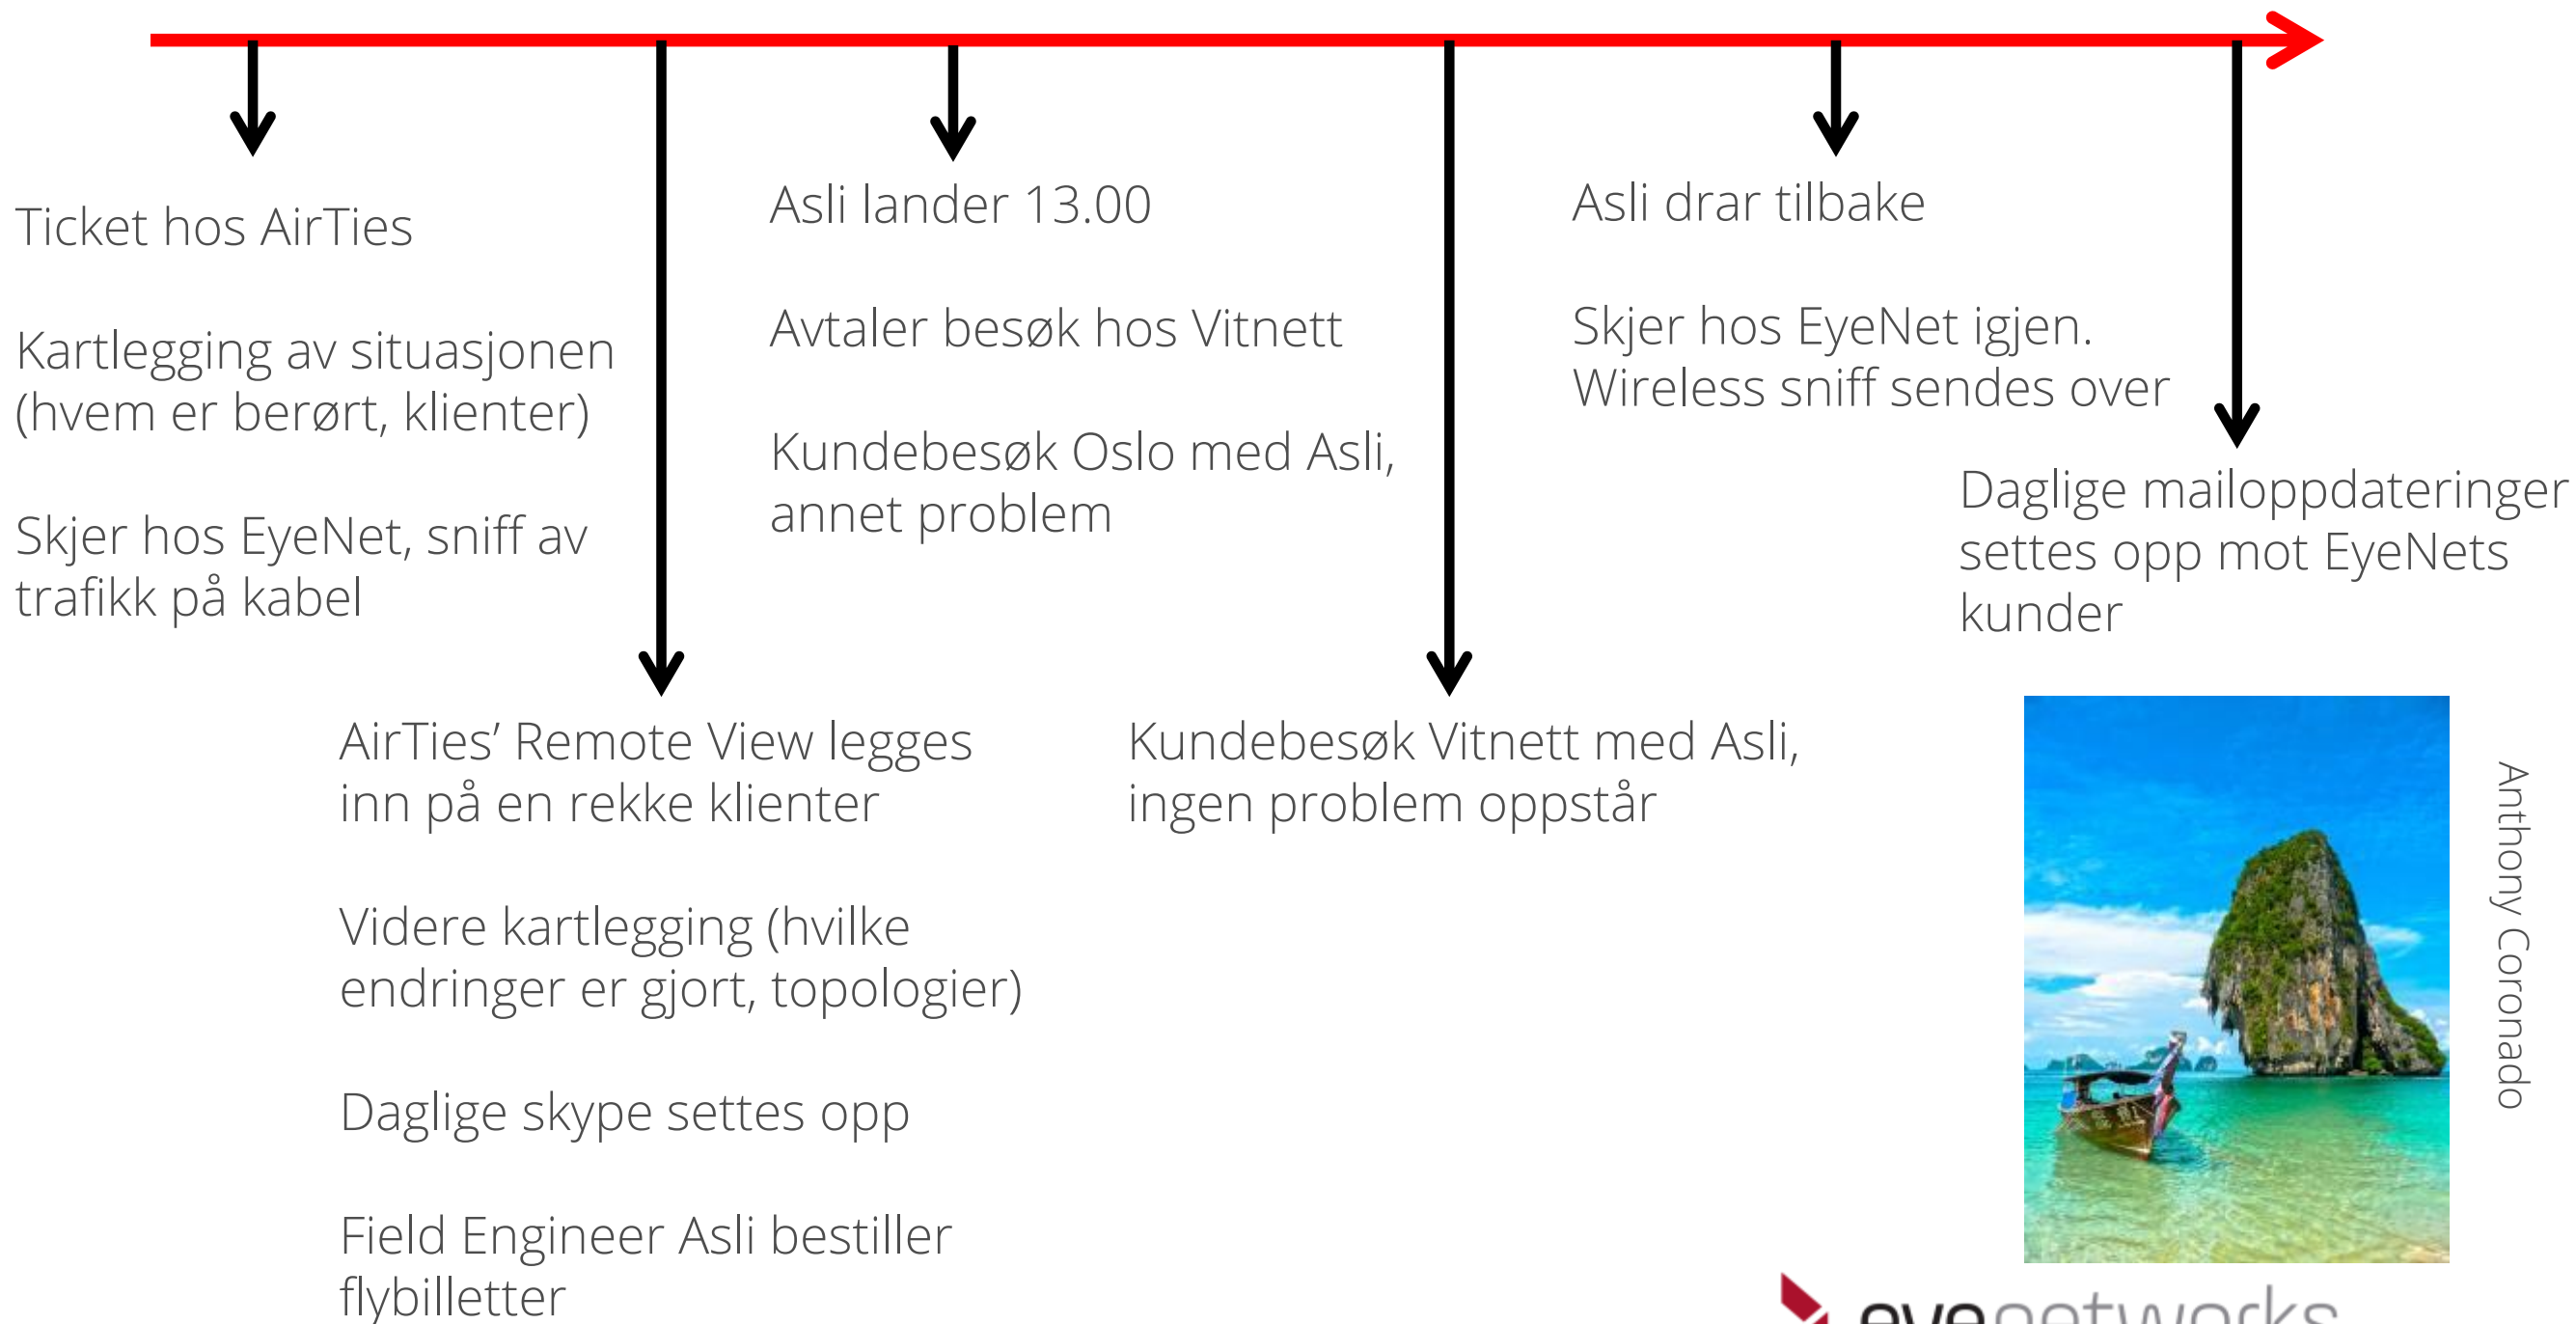 Ticket hos AirTies
Kartlegging av situasjonen
(hvem er berørt, klienter)
Skjer hos EyeNet, sniff av
trafikk på kabel
AirTies’ Remote View legges
inn på en rekke klienter
Videre kartlegging (hvilke
endringer er gjort, topologier)
Daglige skype settes opp
Field Engineer Asli bestiller
flybilletter
Asli lander 13.00
Avtaler besøk hos Vitnett
Kundebesøk Oslo med Asli,
annet problem
Kundebesøk Vitnett med Asli,
ingen problem oppstår
Asli drar tilbake
Skjer hos EyeNet igjen.
Wireless sniff sendes over
Daglige mailoppdateringer
settes opp mot EyeNets
kunder
Anthony Coronado
eyenetworks